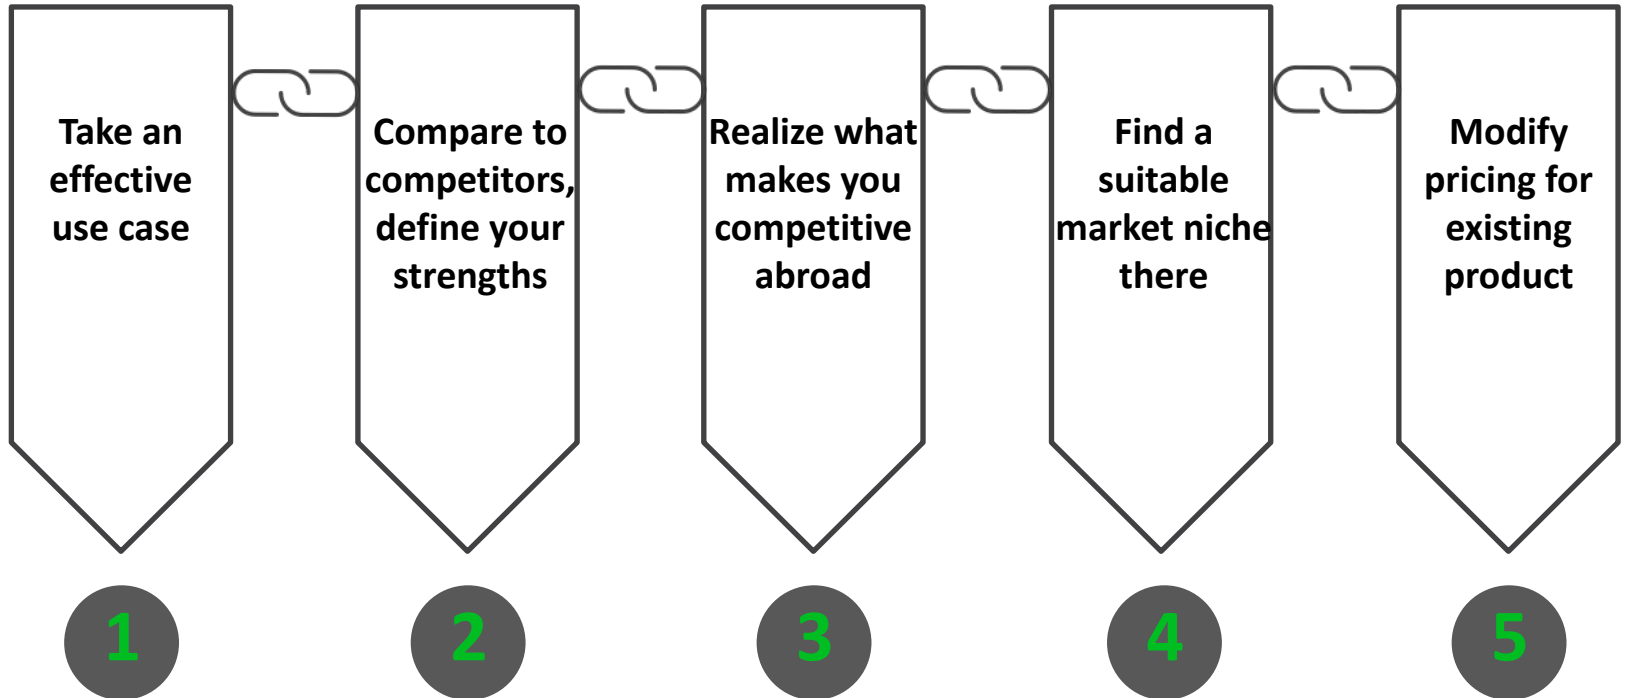 Take an
effective
use case
Compare to
competitors,
define your
strengths
Realize what
makes you
competitive
abroad
Find a
suitable
market niche
there
Modify
pricing for
existing
product
1
2
3
4
5